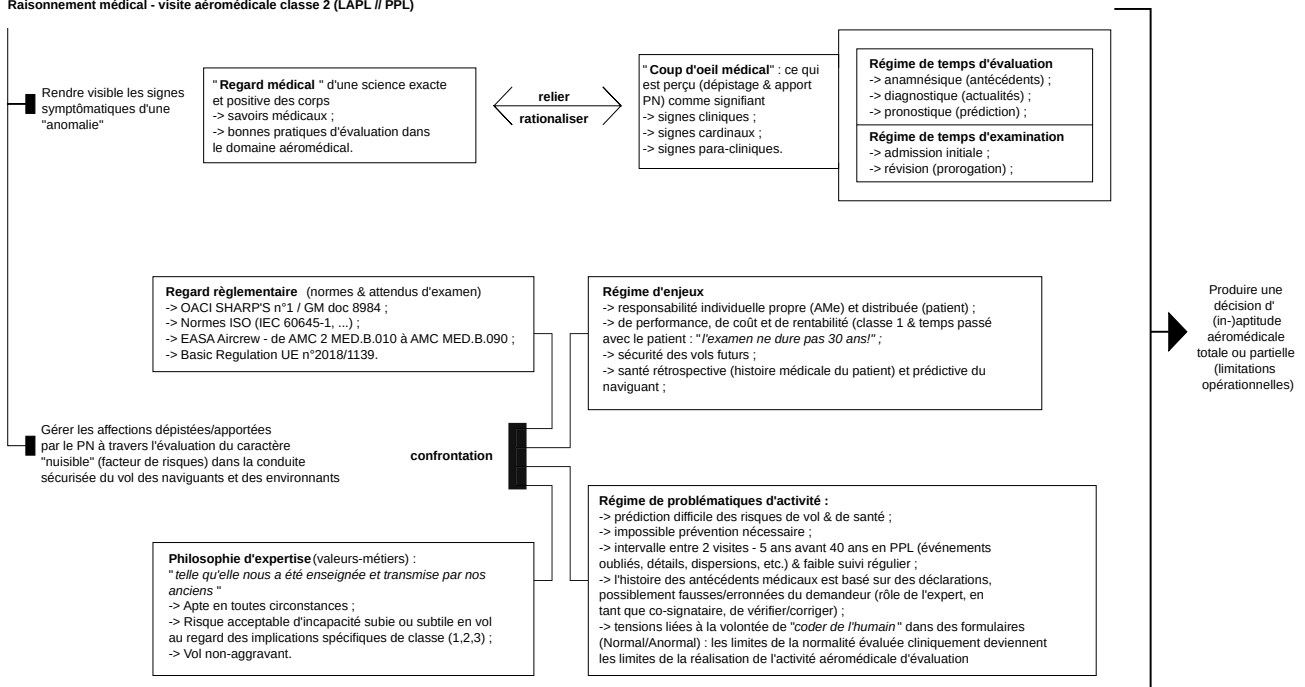 Raisonnement médical - visite aéromédicale classe 2 (LAPL // PPL)
Rendre visible les signes
symptômatiques d'une
"anomalie"
"Regard médical " d'une science exacte
et positive des corps
-> savoirs médicaux ;
-> bonnes pratiques d'évaluation dans
le domaine aéromédical.
relier
rationaliser
"Coup d'oeil médical" : ce qui
est perçu (dépistage & apport
PN) comme signifiant
-> signes cliniques ;
-> signes cardinaux ;
-> signes para-cliniques.
Régime de temps d'évaluation
-> anamnésique (antécédents) ;
-> diagnostique (actualités) ;
-> pronostique (prédiction) ;
Régime de temps d'examination
-> admission initiale ;
-> révision (prorogation) ;
Regard règlementaire (normes & attendus d'examen)
-> OACI SHARP'S n°1 / GM doc 8984 ;
-> Normes ISO (IEC 60645-1, ...) ;
-> EASA Aircrew - de AMC 2 MED.B.010 à AMC MED.B.090 ;
-> Basic Regulation UE n°2018/1139.
Régime d'enjeux
-> responsabilité individuelle propre (AMe) et distribuée (patient) ;
-> de performance, de coût et de rentabilité (classe 1 & temps passé
avec le patient : "l'examen ne dure pas 30 ans!" ;
-> sécurité des vols futurs ;
-> santé rétrospective (histoire médicale du patient) et prédictive du
naviguant ;
Produire une
décision d'
(in-)aptitude
aéromédicale
totale ou partielle
(limitations
opérationnelles)
Gérer les affections dépistées/apportées
par le PN à travers l'évaluation du caractère
"nuisible" (facteur de risques) dans la conduite
sécurisée du vol des naviguants et des environnants
confrontation
Philosophie d'expertise (valeurs-métiers) :
"telle qu'elle nous a été enseignée et transmise par nos
anciens "
-> Apte en toutes circonstances ;
-> Risque acceptable d'incapacité subie ou subtile en vol
au regard des implications spécifiques de classe (1,2,3) ;
-> Vol non-aggravant.
Régime de problématiques d'activité :
-> prédiction difficile des risques de vol & de santé ;
-> impossible prévention nécessaire ;
-> intervalle entre 2 visites - 5 ans avant 40 ans en PPL (événements
oubliés, détails, dispersions, etc.) & faible suivi régulier ;
-> l'histoire des antécédents médicaux est basé sur des déclarations,
possiblement fausses/erronnées du demandeur (rôle de l'expert, en
tant que co-signataire, de vérifier/corriger) ;
-> tensions liées à la volontée de "coder de l'humain" dans des formulaires
(Normal/Anormal) : les limites de la normalité évaluée cliniquement deviennent
les limites de la réalisation de l'activité aéromédicale d'évaluation